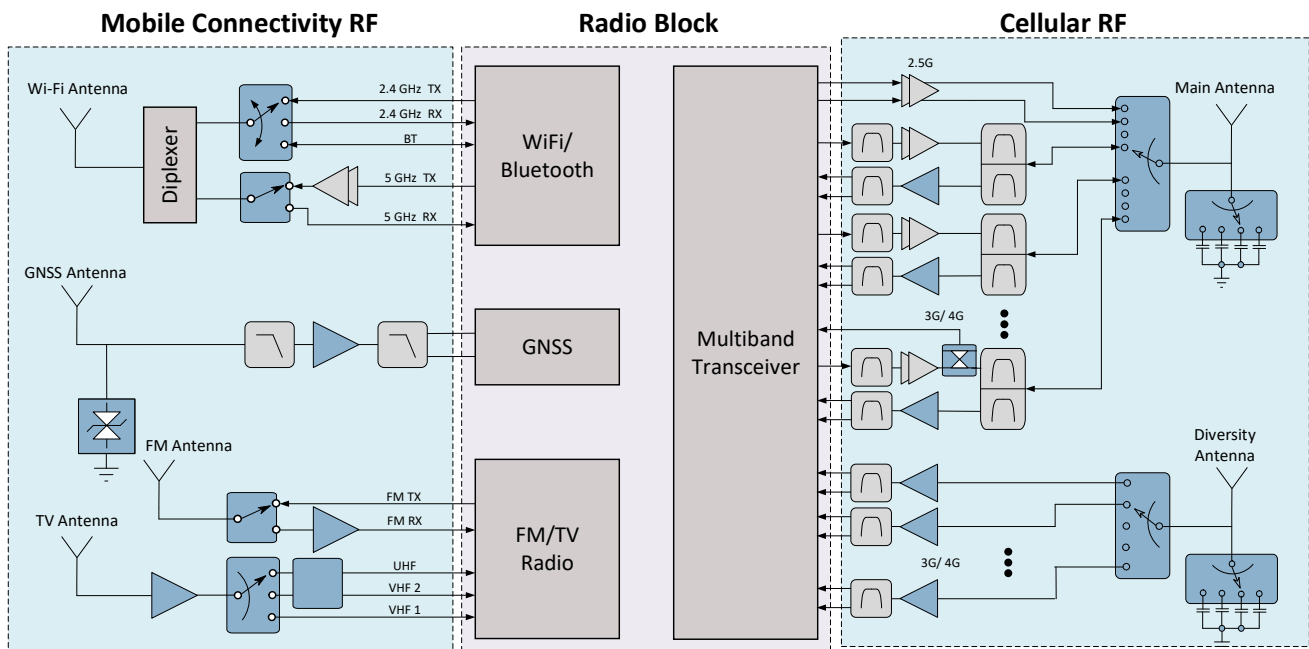 Mobile Connectivity RF
Radio Block
Cellular RF
Wi-Fi Antenna
Diplexer
2.4 GHz TX
2.4 GHz RX
BT
5 GHz TX
5 GHz RX
WiFi/
Bluetooth
GNSS Antenna
GNSS
FM Antenna
TV Antenna
FM TX
FM RX
UHF
VHF 2
VHF 1
FM/TV
Radio
Multiband
Transceiver
2.5G
Main Antenna
3G/ 4G
Diversity
Antenna
3G/ 4G